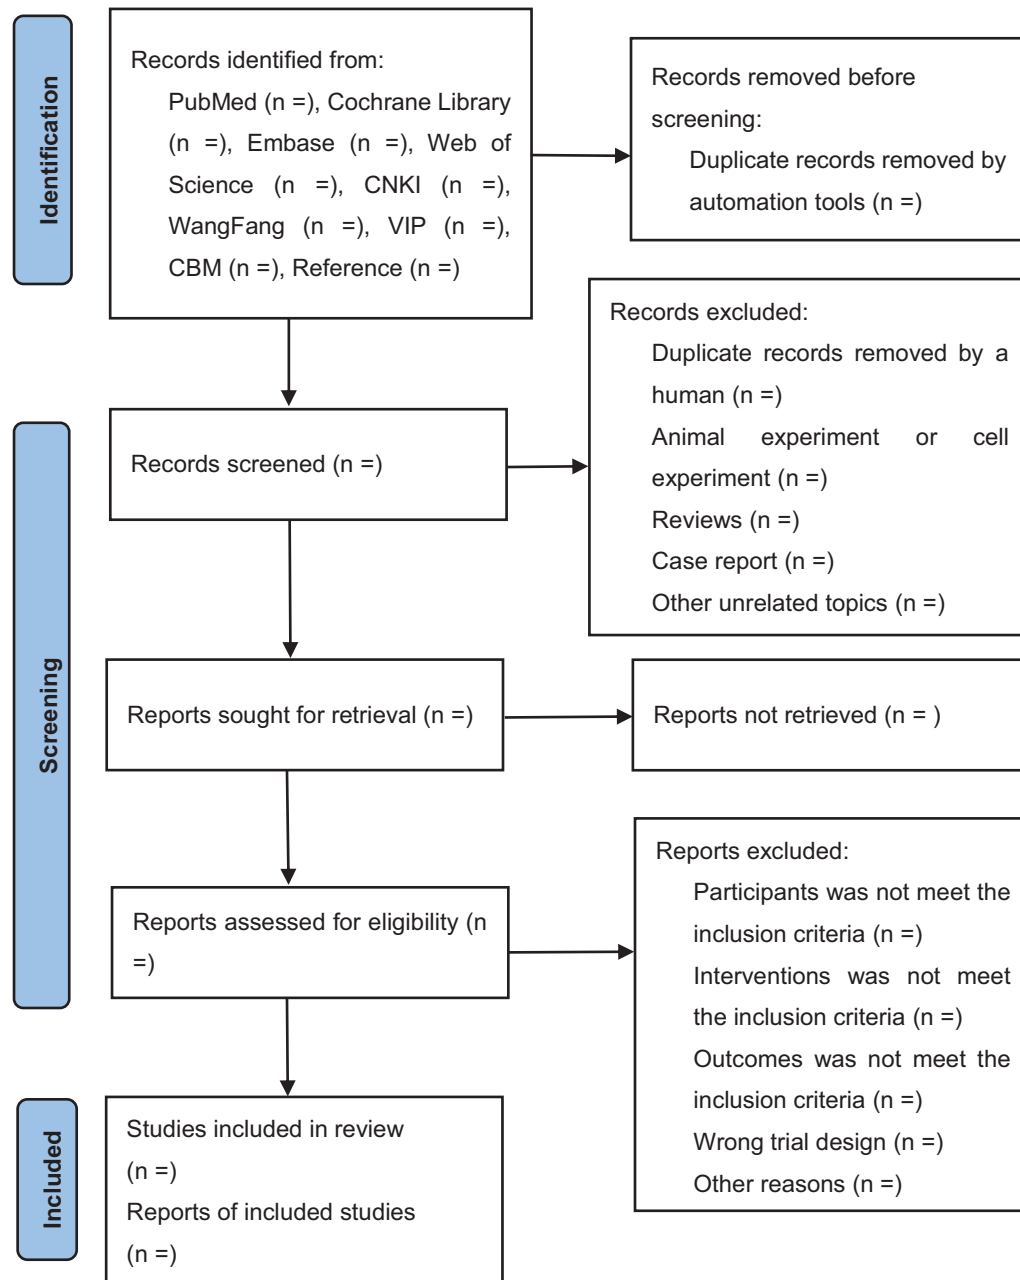 Identification
Records identified from:
PubMed (n =), Cochrane Library
(n =), Embase (n =), Web of
Science (n =), CNKI (n =),
WangFang (n =), VIP (n =),
CBM (n =), Reference (n =)
Records removed before
screening:
Duplicate records removed by
automation tools (n =)
Screening
Records screened (n =)
Records excluded:
Duplicate records removed by a
human (n =)
Animal experiment or cell
experiment (n =)
Reviews (n =)
Case report (n =)
Other unrelated topics (n =)
Reports sought for retrieval (n =)
Reports not retrieved (n = )
Reports assessed for eligibility (n
=)
Reports excluded:
Participants was not meet the
inclusion criteria (n =)
Interventions was not meet
the inclusion criteria (n =)
Outcomes was not meet the
inclusion criteria (n =)
Wrong trial design (n =)
Other reasons (n =)
Included
Studies included in review
(n =)
Reports of included studies
(n =)